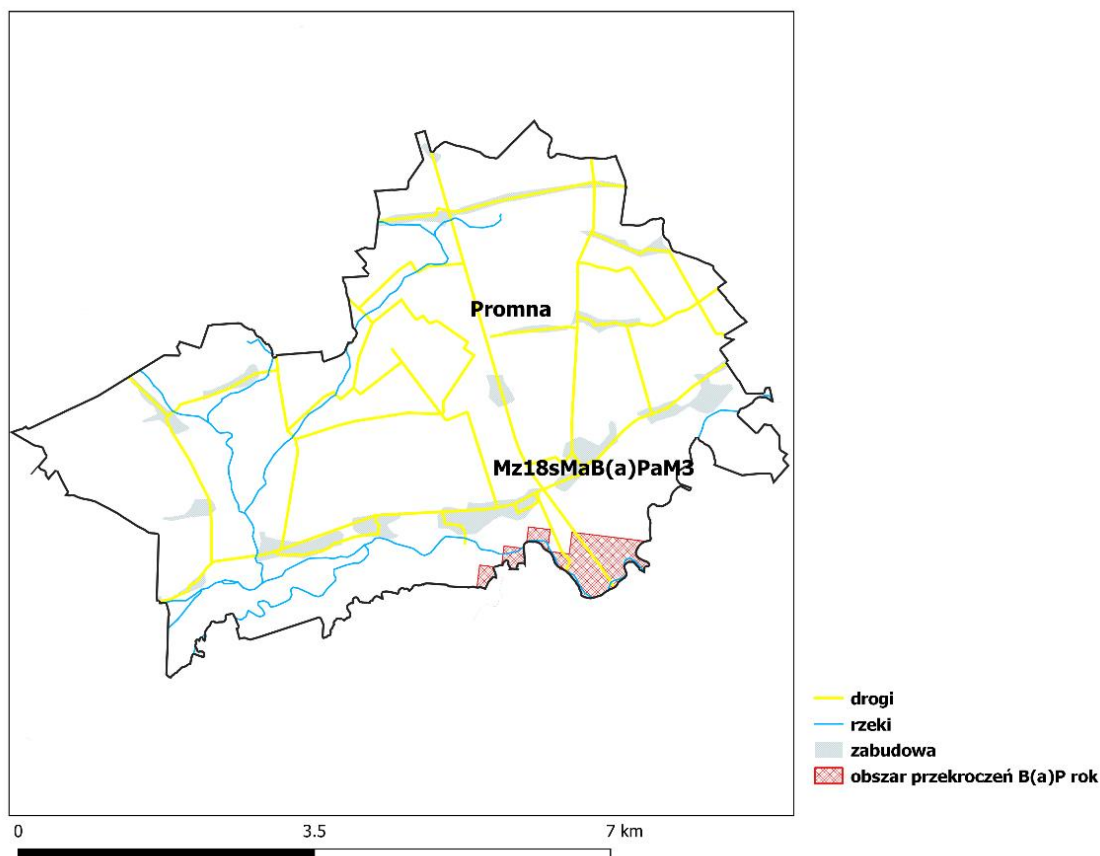 Promna
Mz18sMaB(a)PaM3
drogi
rzeki
zabudowa
obszar przekroczeń B(a)P rok
0 3.5 7 km